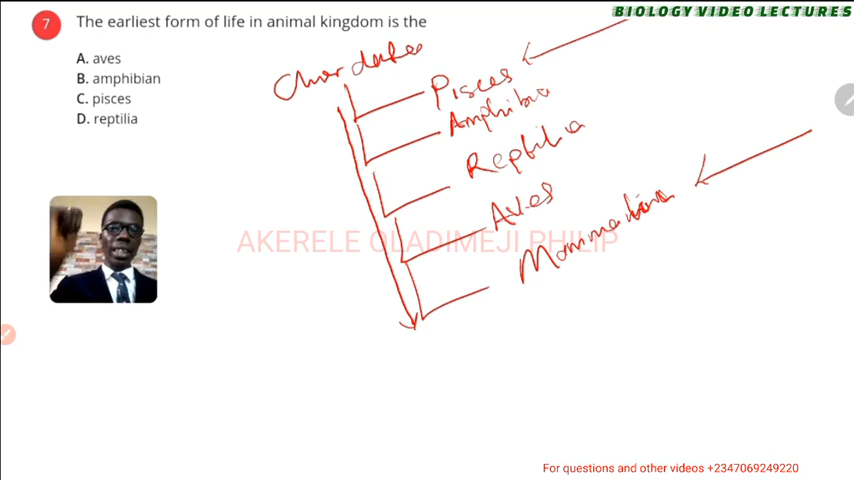 BIOLOGY VIDEO LECTURES
7 The earliest form of life in animal kingdom is the
A. aves
B. amphibian
C. pisces
D. reptilia
Chordates
Pisces
Amphibia
Reptilia
Aves
AKERELE OLADIMEJI PHILIP
For questions and other videos +2347069249220